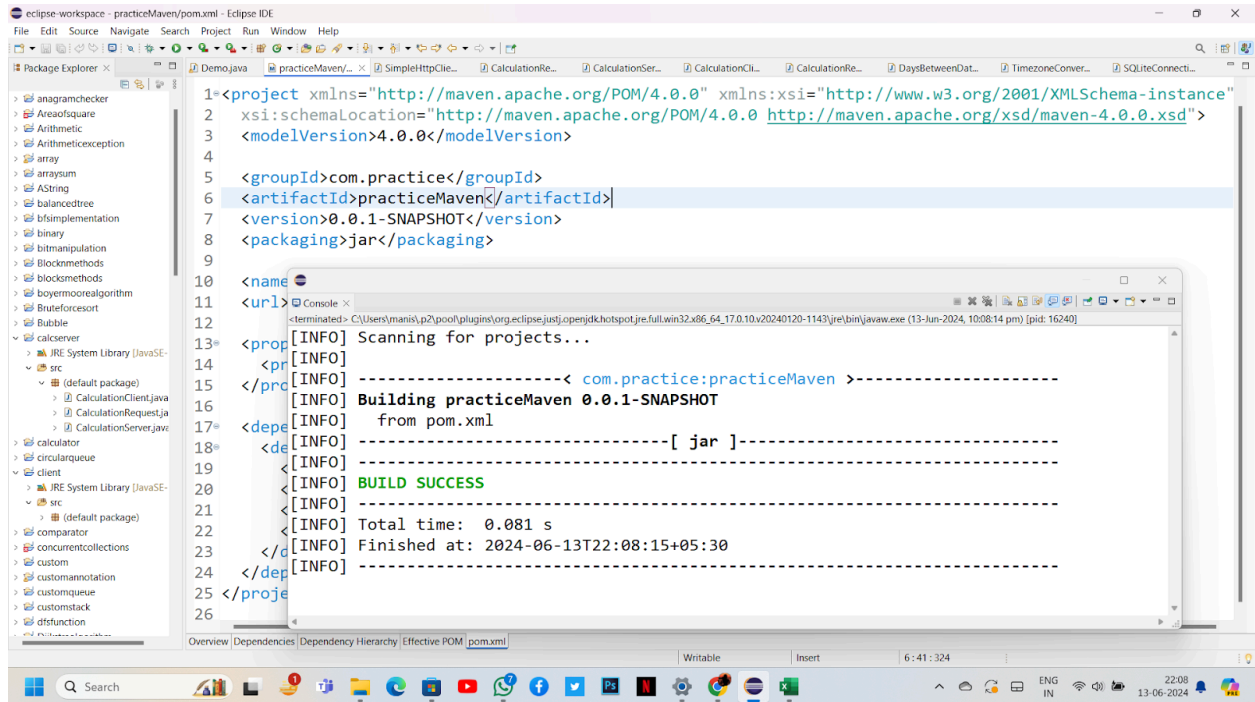 eclipse-workspace - practiceMaven/pom.xml - Eclipse IDE
File Edit Source Navigate Search Project Run Window Help
Package Explorer
Demo.java practiceMaven/... SimpleHttpClie... CalculationRe... CalculationSer... CalculationCli... CalculationRe... DaysBetweenDat... TimezoneConver... SQLiteConnecti...
anagramchecker
Areaofsquare
Arithmetic
Arithmeticexception
array
arraysum
AString
balancedtree
bfsimplementation
binary
bitmanipulation
Blocknmethods
blocksmethods
boyermoorealgorithm
Bruteforcesort
Bubble
calcserver
JRE System Library [JavaSE-
src
(default package)
CalculationClient.java
CalculationRequest.ja
CalculationServer.java
calculator
circularqueue
client
JRE System Library [JavaSE-
src
(default package)
comparator
concurrentcollections
custom
customannotation
customqueue
customstack
dfsfunction
1 <project xmlns="http://maven.apache.org/POM/4.0.0" xmlns:xsi="http://www.w3.org/2001/XMLSchema-instance"
2 xsi:schemaLocation="http://maven.apache.org/POM/4.0.0 http://maven.apache.org/xsd/maven-4.0.0.xsd">
3 <modelVersion>4.0.0</modelVersion>
4
5 <groupId>com.practice</groupId>
6 <artifactId>practiceMaven</artifactId>
7 <version>0.0.1-SNAPSHOT</version>
8 <packaging>jar</packaging>
9
10 <name
11 <url>
12
13 <prop
14 <pr
15 </pro
16
17 <depe
18 <de
19 <
20 <
21 <
22 <
23 </d
24 </dep
25 </proje
26
Console
<terminated> C:\Users\manis\.p2\pool\plugins\org.eclipse.justj.openjdk.hotspot.jre.full.win32.x86_64_17.0.10.v20240120-1143\jre\bin\javaw.exe (13-Jun-2024, 10:08:14 pm) [pid: 16240]
[INFO] Scanning for projects...
[INFO]
[INFO] ---------------------< com.practice:practiceMaven >---------------------
[INFO] Building practiceMaven 0.0.1-SNAPSHOT
[INFO] from pom.xml
[INFO] --------------------------------[ jar ]---------------------------------
[INFO] ------------------------------------------------------------------------
[INFO] BUILD SUCCESS
[INFO] ------------------------------------------------------------------------
[INFO] Total time: 0.081 s
[INFO] Finished at: 2024-06-13T22:08:15+05:30
[INFO] ------------------------------------------------------------------------
Overview Dependencies Dependency Hierarchy Effective POM pom.xml
Writable Insert 6:41:324
Search
ENG
IN
22:08
13-06-2024